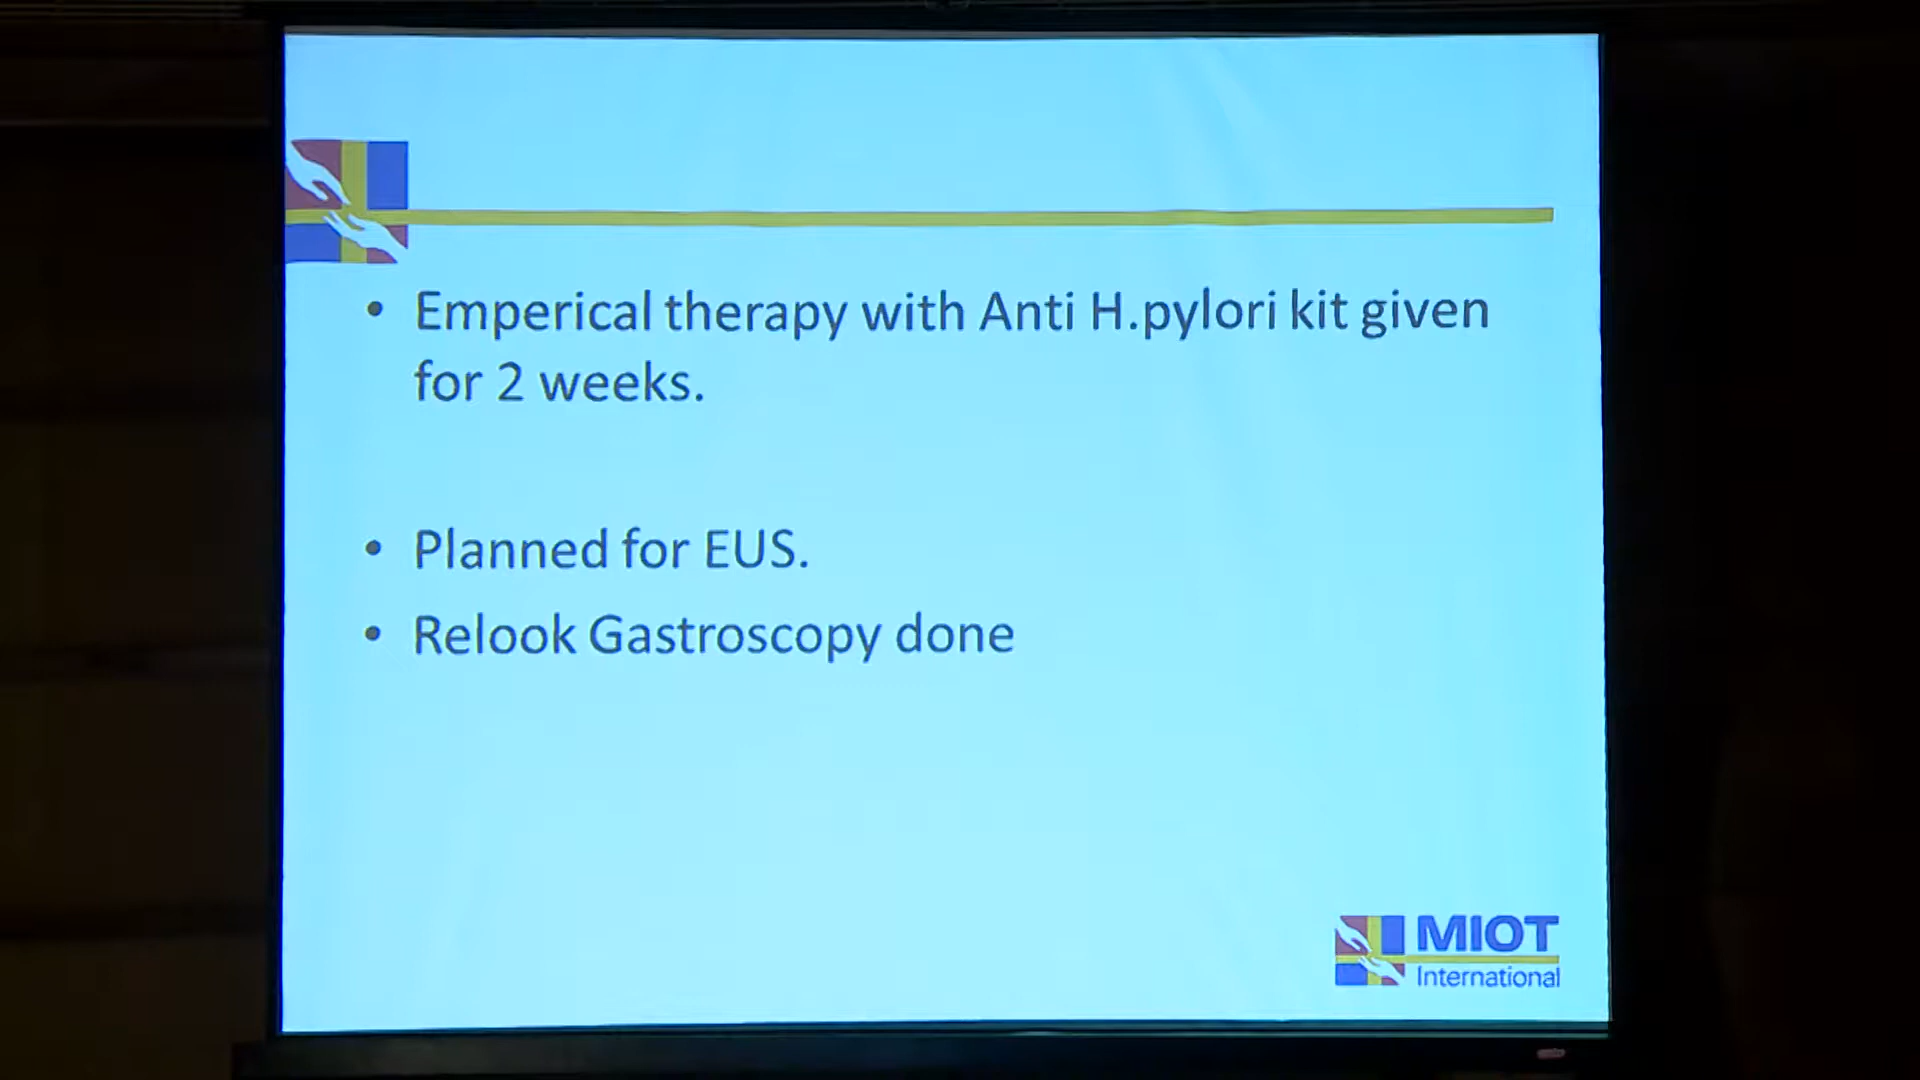 • Emperical therapy with Anti H.pylori kit given
for 2 weeks.
• Planned for EUS.
• Relook Gastroscopy done
MIOT
International